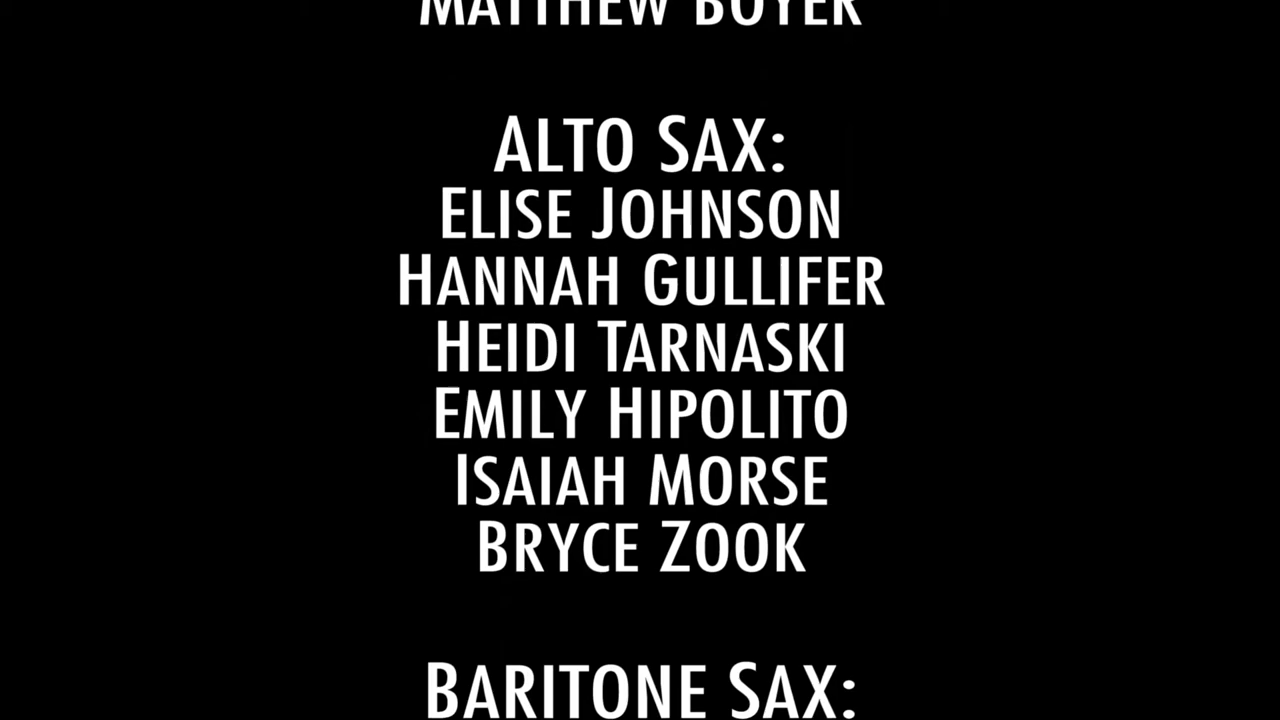 MATTHEW BOYER
ALTO SAX:
ELISE JOHNSON
HANNAH GULLIFER
HEIDI TARNASKI
EMILY HIPOLITO
ISAIAH MORSE
BRYCE ZOOK
BARITONE SAX: